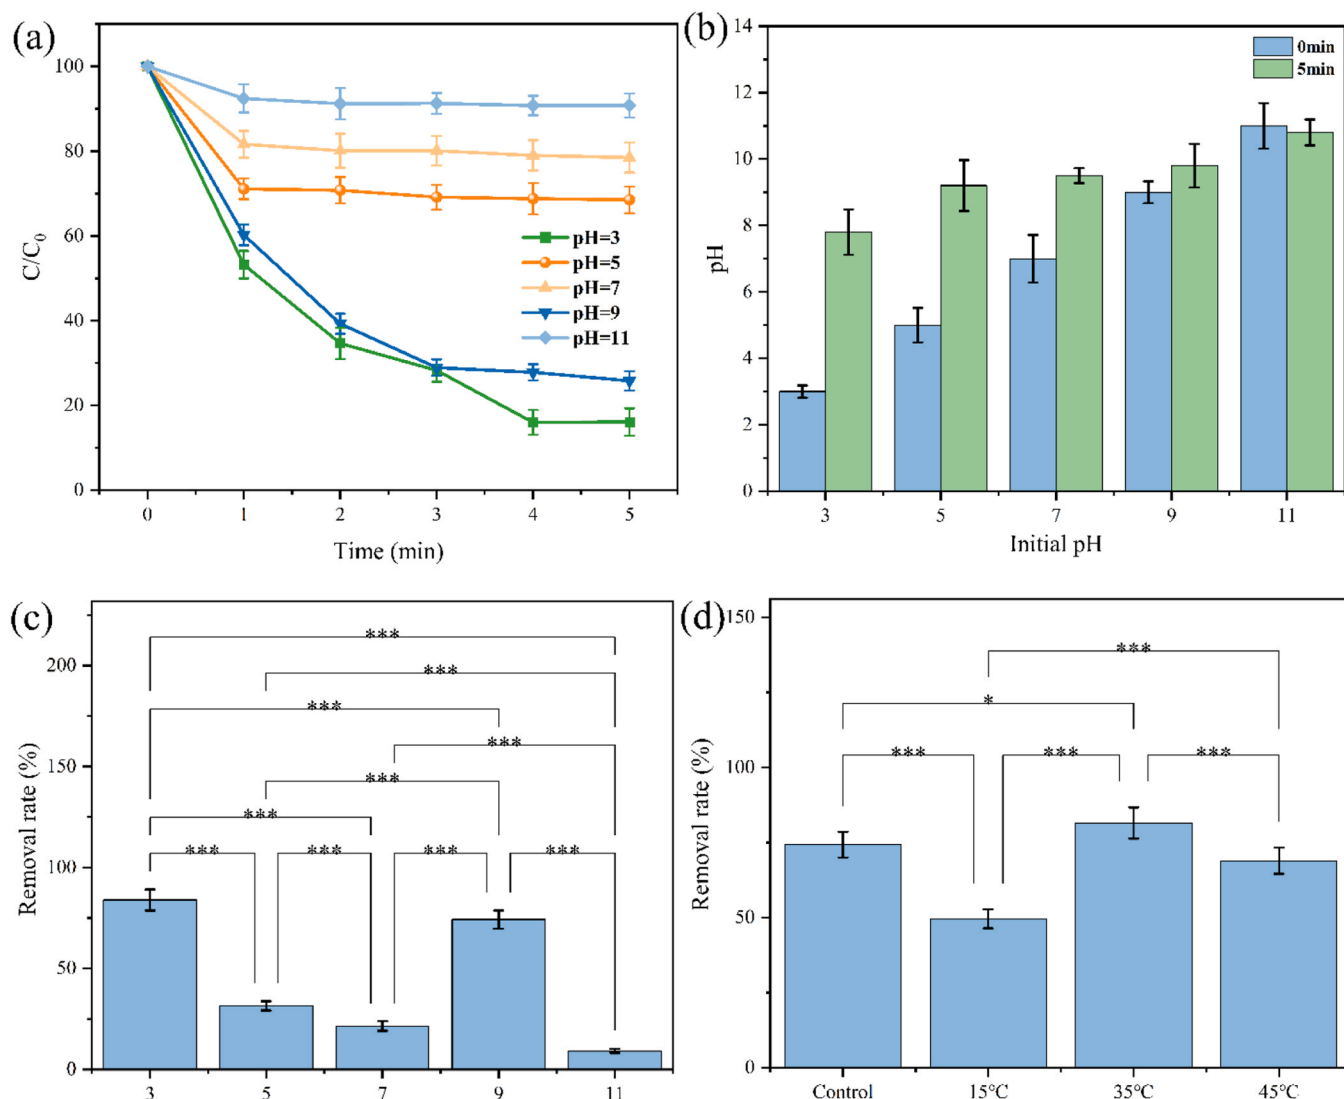 (a)
100
80
60
40
20
0
C/C0
0 1 2 3 4 5
Time (min)
pH=3
pH=5
pH=7
pH=9
pH=11
(b)
14
12
10
8
6
4
2
0
pH
0min
5min
3 5 7 9 11
Initial pH
(c)
200
150
100
50
0
Removal rate (%)
***
***
***
***
***
***
*** *** *** ***
3 5 7 9 11
(d)
150
100
50
0
Removal rate (%)
***
*
*** *** ***
Control 15°C 35°C 45°C